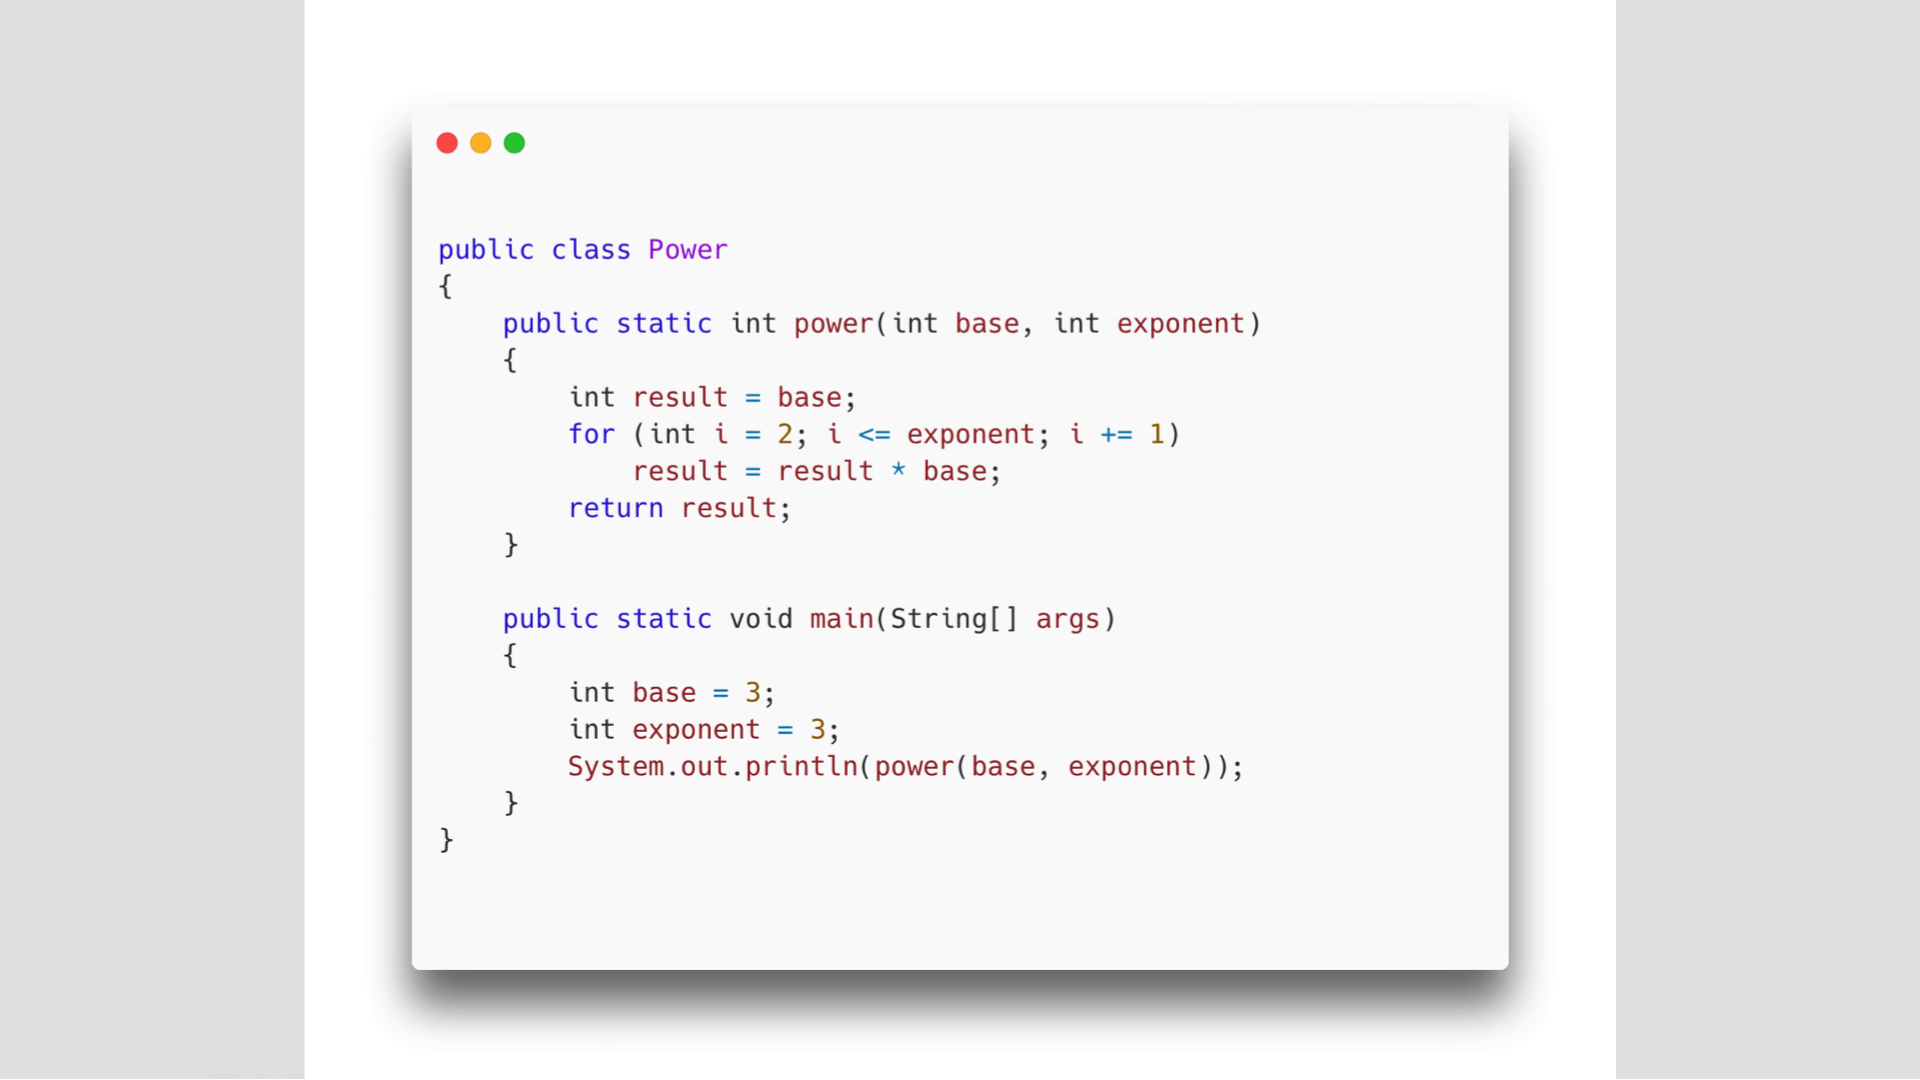 public class Power
{
    public static int power(int base, int exponent)
    {
        int result = base;
        for (int i = 2; i <= exponent; i += 1)
            result = result * base;
        return result;
    }

    public static void main(String[] args)
    {
        int base = 3;
        int exponent = 3;
        System.out.println(power(base, exponent));
    }
}